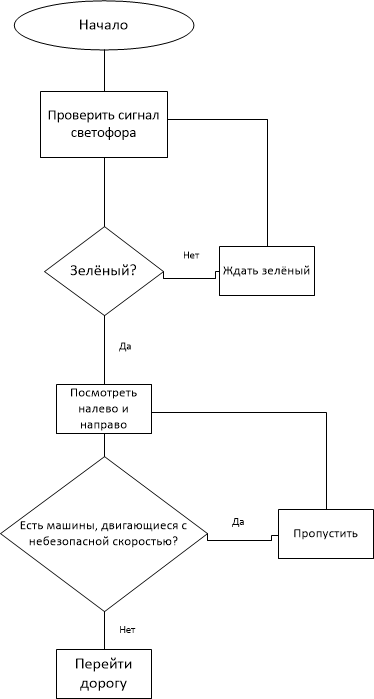 Начало
Проверить сигнал
светофора
Зелёный?
Нет
Ждать зелёный
Да
Посмотреть
налево и
направо
Есть машины, двигающиеся с
небезопасной скоростью?
Да
Пропустить
Нет
Перейти
дорогу